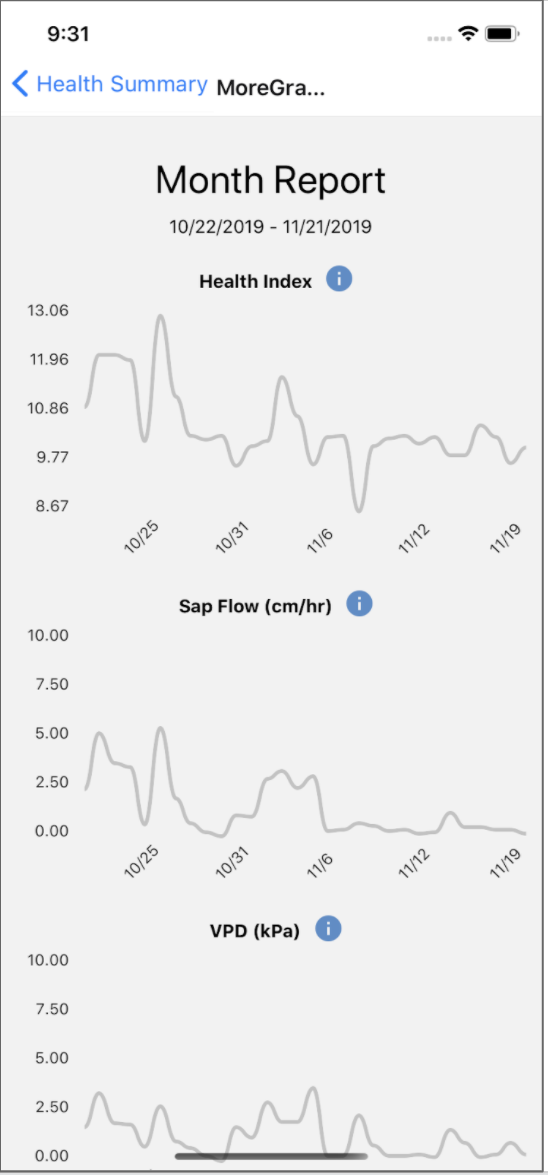 9:31
Health Summary MoreGra...
Month Report
10/22/2019 - 11/21/2019
Health Index i
13.06
11.96
10.86
9.77
8.67
10/25 10/31 11/6 11/12 11/19
Sap Flow (cm/hr) i
10.00
7.50
5.00
2.50
0.00
10/25 10/31 11/6 11/12 11/19
VPD (kPa) i
10.00
7.50
5.00
2.50
0.00